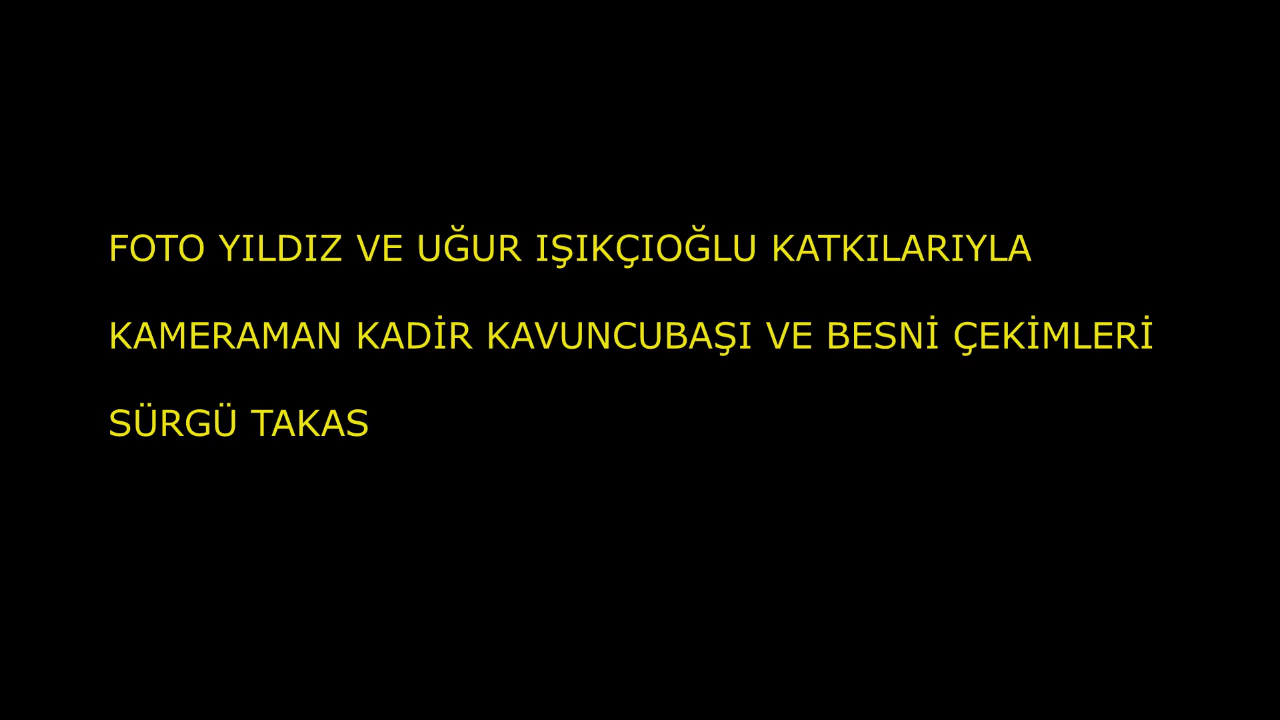 FOTO YILDIZ VE UĞUR IŞIKÇIOĞLU KATKILARIYLA
KAMERAMAN KADİR KAVUNCUBAŞI VE BESNİ ÇEKİMLERİ
SÜRGÜ TAKAS